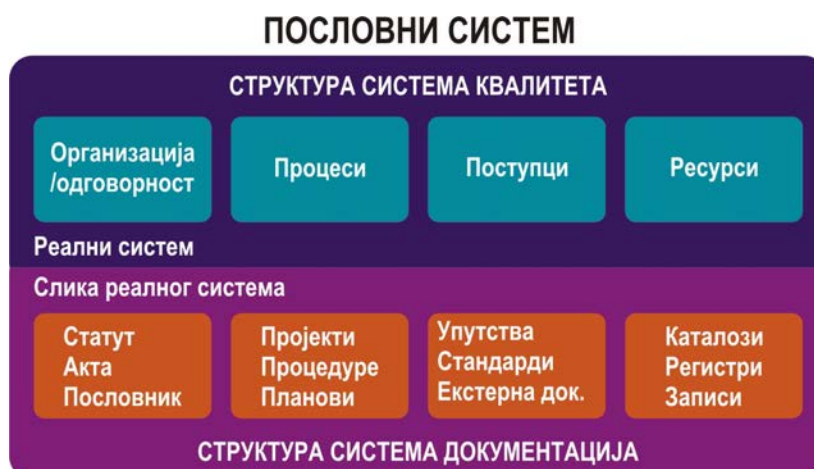 ПОСЛОВНИ СИСТЕМ
СТРУКТУРА СИСТЕМА КВАЛИТЕТА
Организација
/одговорност
Процеси
Поступци
Ресурси
Реални систем
Слика реалног система
Статут
Акта
Пословник
Пројекти
Процедуре
Планови
Упутства
Стандарди
Екстерна док.
Каталози
Регистри
Записи
СТРУКТУРА СИСТЕМА ДОКУМЕНТАЦИЈА